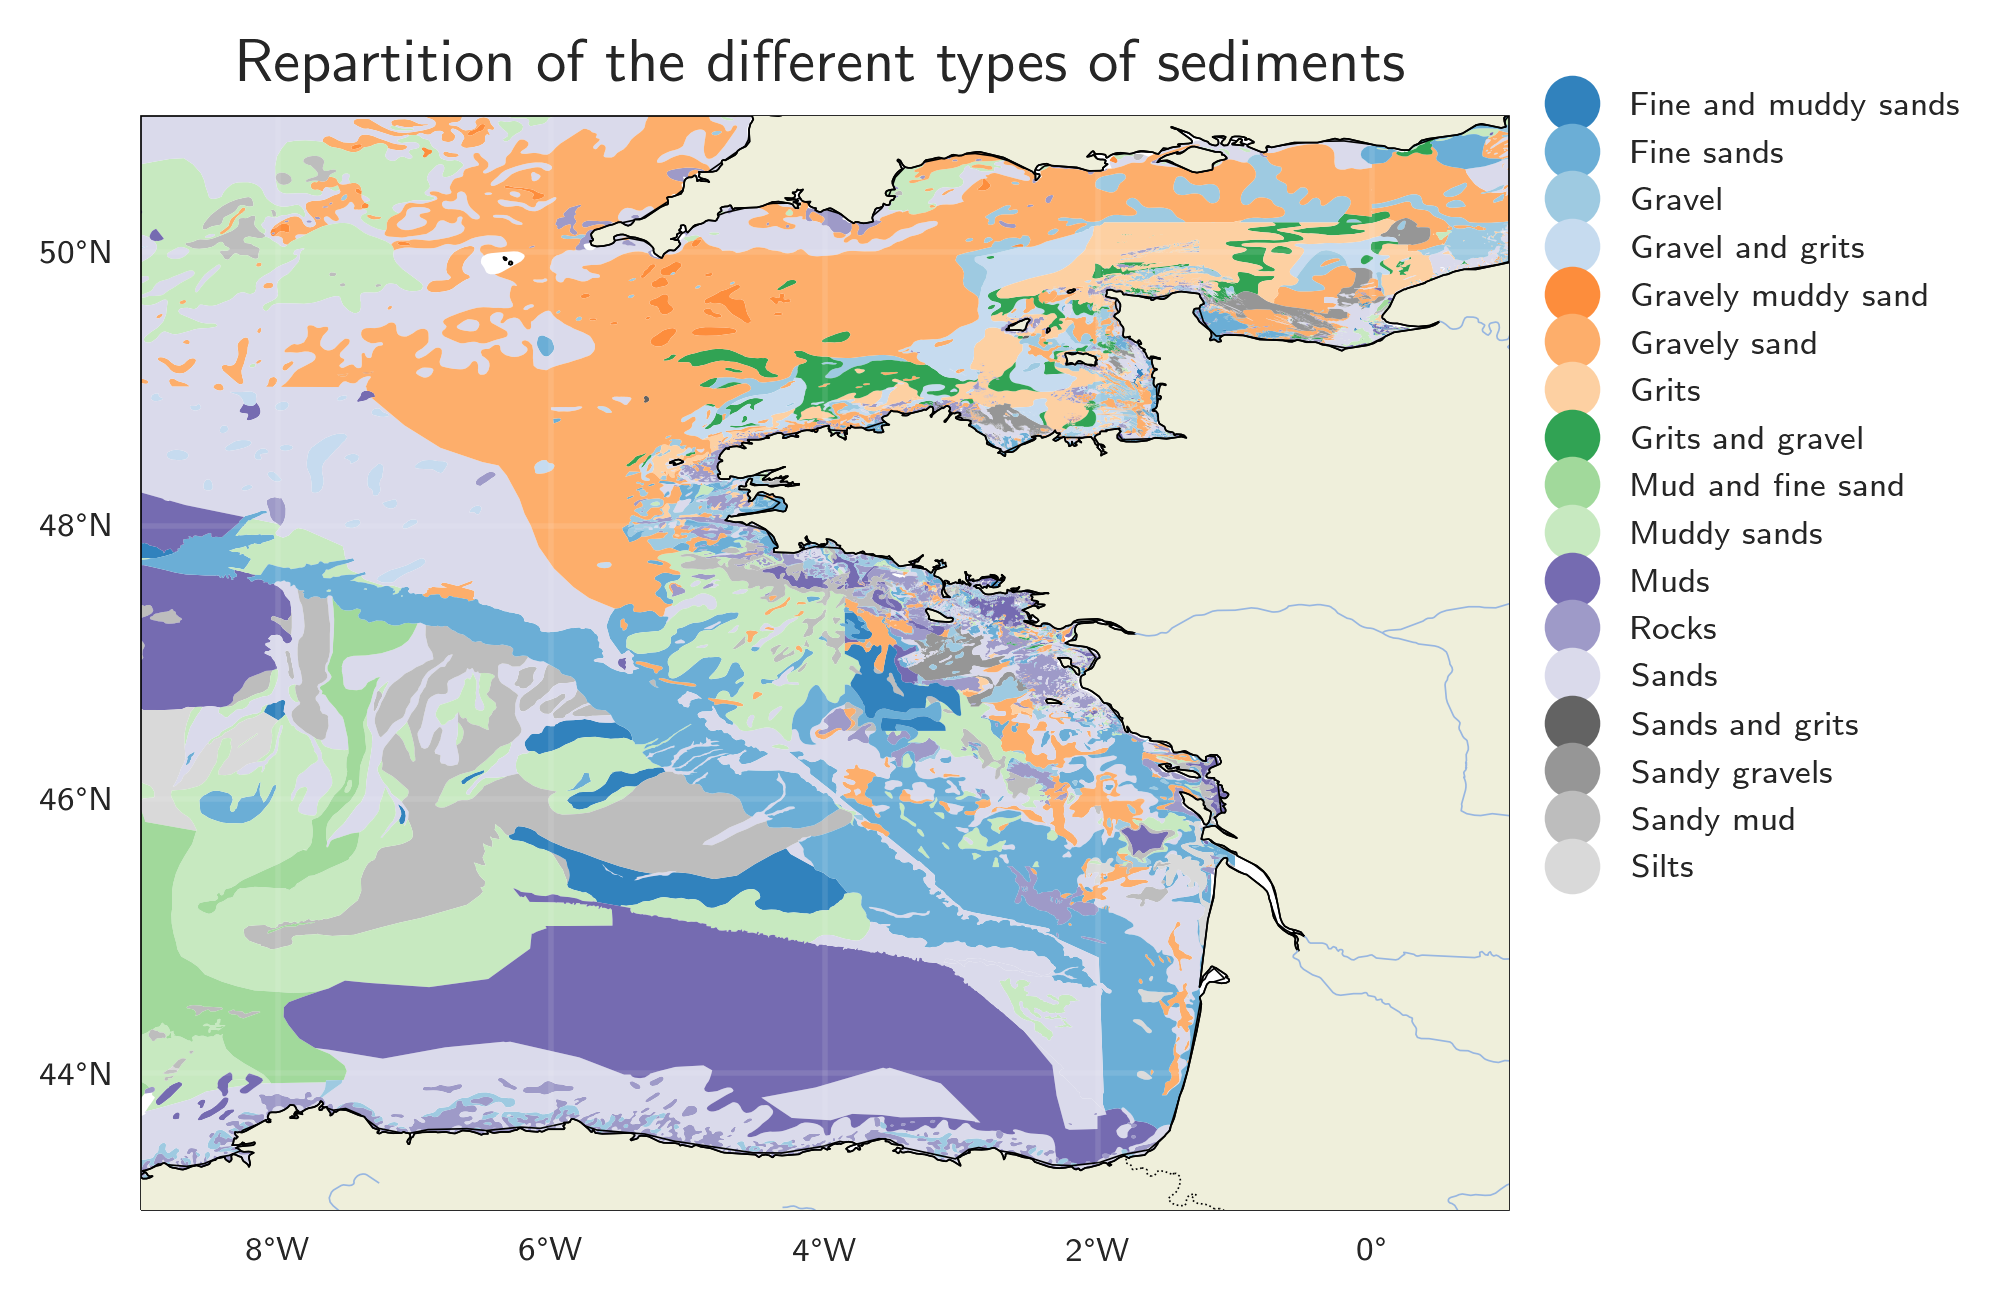 Repartition of the different types of sediments
Fine and muddy sands
Fine sands
Gravel
Gravel and grits
Gravely muddy sand
Gravely sand
Grits
Grits and gravel
Mud and fine sand
Muddy sands
Muds
Rocks
Sands
Sands and grits
Sandy gravels
Sandy mud
Silts
50°N
48°N
46°N
44°N
8°W
6°W
4°W
2°W
0°